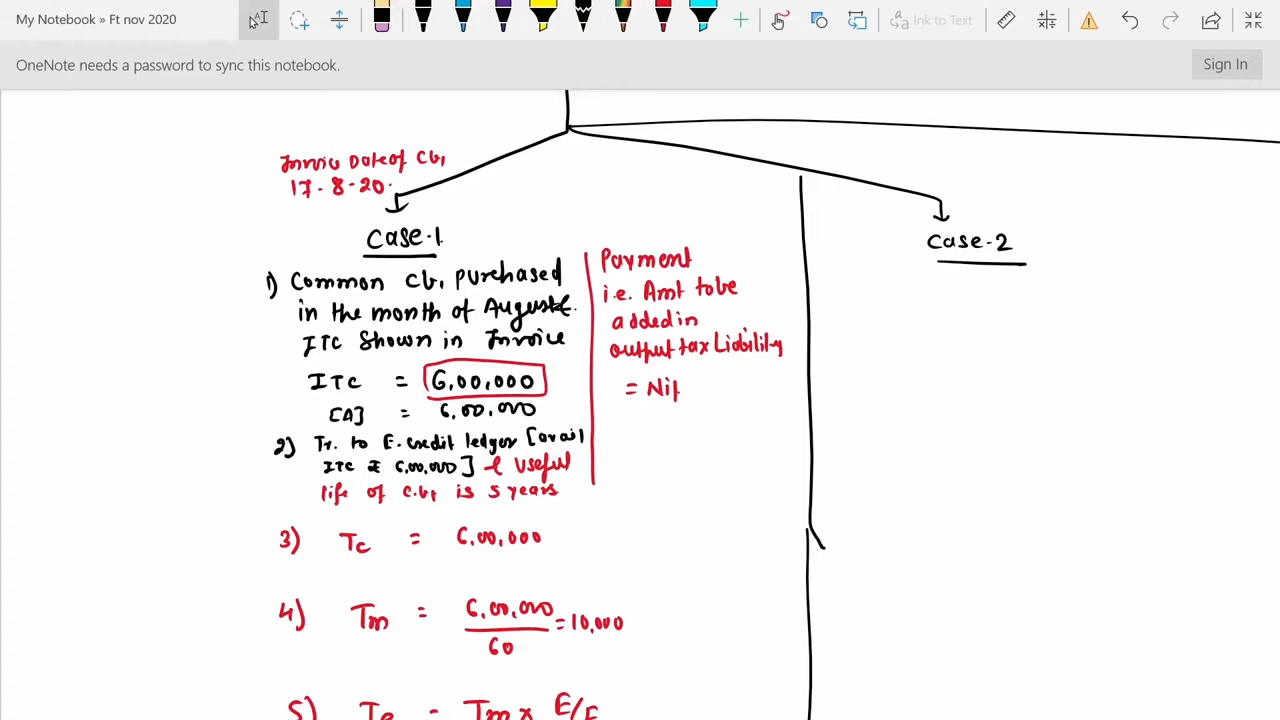 My Notebook » Ft nov 2020
Ink to Text
OneNote needs a password to sync this notebook.
Sign In
Invoice Date of CG,
17-8-20.
Case-1
Case-2
1) Common CG, purchased
in the month of August.
ITC Shown in Invoice
ITC = 6,00,000
[A] = 6,00,000
2) Tr. to E.credit ledger [avail
ITC = 6,00,000] & useful
life of C.G, is 5 years
Payment
i.e. Amt to be
added in
output tax Liability
= Nil
3) Tc = 6,00,000
4) Tm = 6,00,000 = 10,000
60
5) Te = Tm x E/F